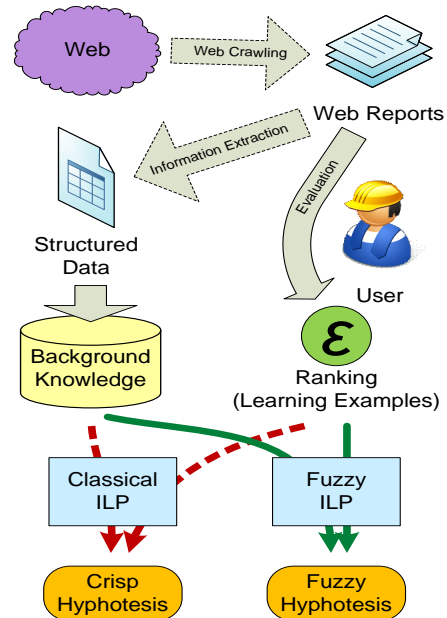 Web
Web Crawling
Web Reports
Information Extraction
Evaluation
Structured
Data
User
Background
Knowledge
ε
Ranking
(Learning Examples)
Classical
ILP
Fuzzy
ILP
Crisp
Hyphotesis
Fuzzy
Hyphotesis